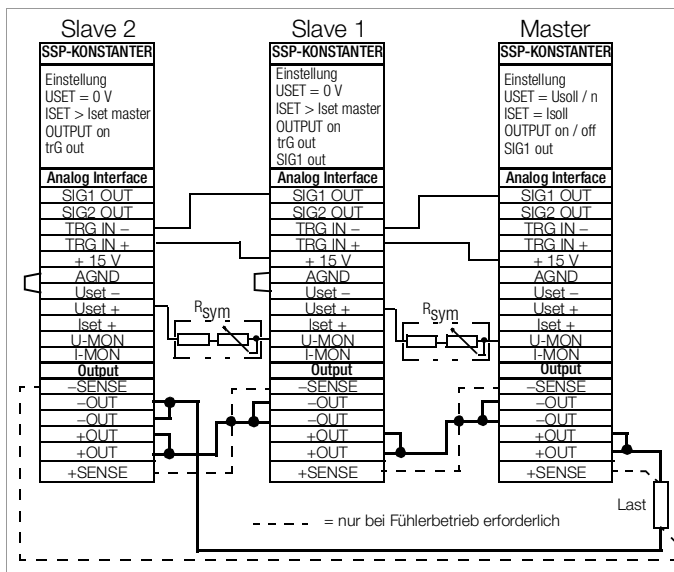 Slave 2
SSP-KONSTANTER
Einstellung
USET = 0 V
ISET > Iset master
OUTPUT on
trG out
Analog Interface
SIG1 OUT
SIG2 OUT
TRG IN –
TRG IN +
+ 15 V
AGND
Uset –
Uset +
Iset +
U-MON
I-MON
Output
–SENSE
–OUT
–OUT
+OUT
+OUT
+SENSE
Rsym
Slave 1
SSP-KONSTANTER
Einstellung
USET = 0 V
ISET > Iset master
OUTPUT on
trG out
SIG1 out
Analog Interface
SIG1 OUT
SIG2 OUT
TRG IN –
TRG IN +
+ 15 V
AGND
Uset –
Uset +
Iset +
U-MON
I-MON
Output
–SENSE
–OUT
–OUT
+OUT
+OUT
+SENSE
Rsym
Master
SSP-KONSTANTER
Einstellung
USET = Usoll / n
ISET = Isoll
OUTPUT on / off
SIG1 out
Analog Interface
SIG1 OUT
SIG2 OUT
TRG IN –
TRG IN +
+ 15 V
AGND
Uset –
Uset +
Iset +
U-MON
I-MON
Output
–SENSE
–OUT
–OUT
+OUT
+OUT
+SENSE
Last
= nur bei Fühlerbetrieb erforderlich